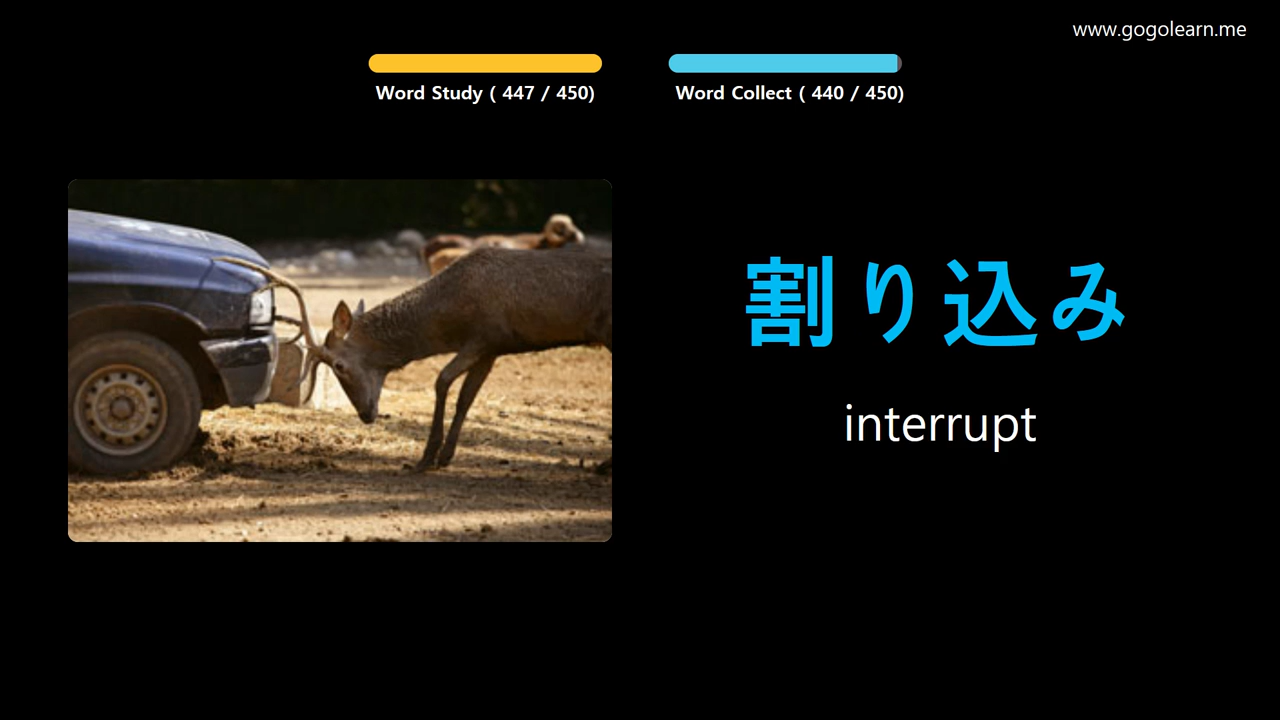 www.gogolearn.me
Word Study ( 447 / 450)
Word Collect ( 440 / 450)
割り込み
interrupt